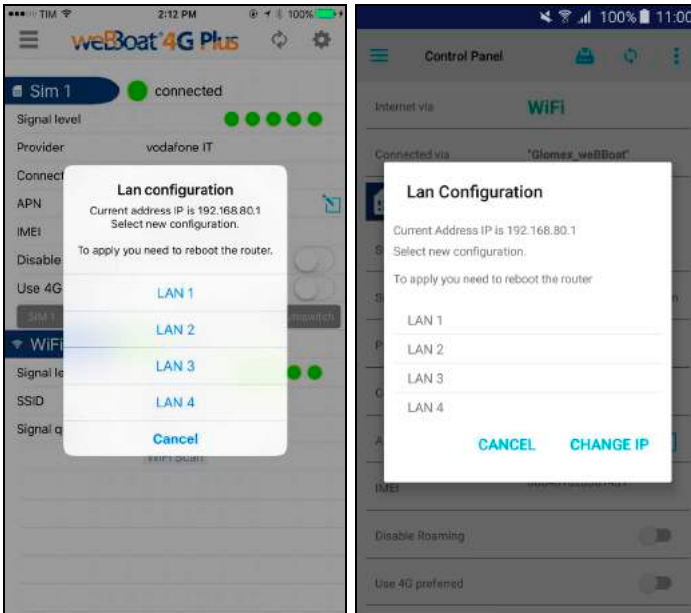 TIM
2:12 PM
100%
weBBoat 4G Plus
Sim 1
connected
Signal level
Provider
vodafone IT
Connect
APN
IMEI
Disable
Use 4G
SIM 1
WiFi
Signal le
SSID
Signal q
WiFi Scan
Lan configuration
Current address IP is 192.168.80.1
Select new configuration.
To apply you need to reboot the router.
LAN 1
LAN 2
LAN 3
LAN 4
Cancel
100%
11:00
Control Panel
Internet via
WiFi
Connected via
"Glomex_weBBoat"
Lan Configuration
Current Address IP is 192.168.80.1
Select new configuration.
To apply you need to reboot the router
LAN 1
LAN 2
LAN 3
LAN 4
CANCEL
CHANGE IP
IMEI
Disable Roaming
Use 4G preferred